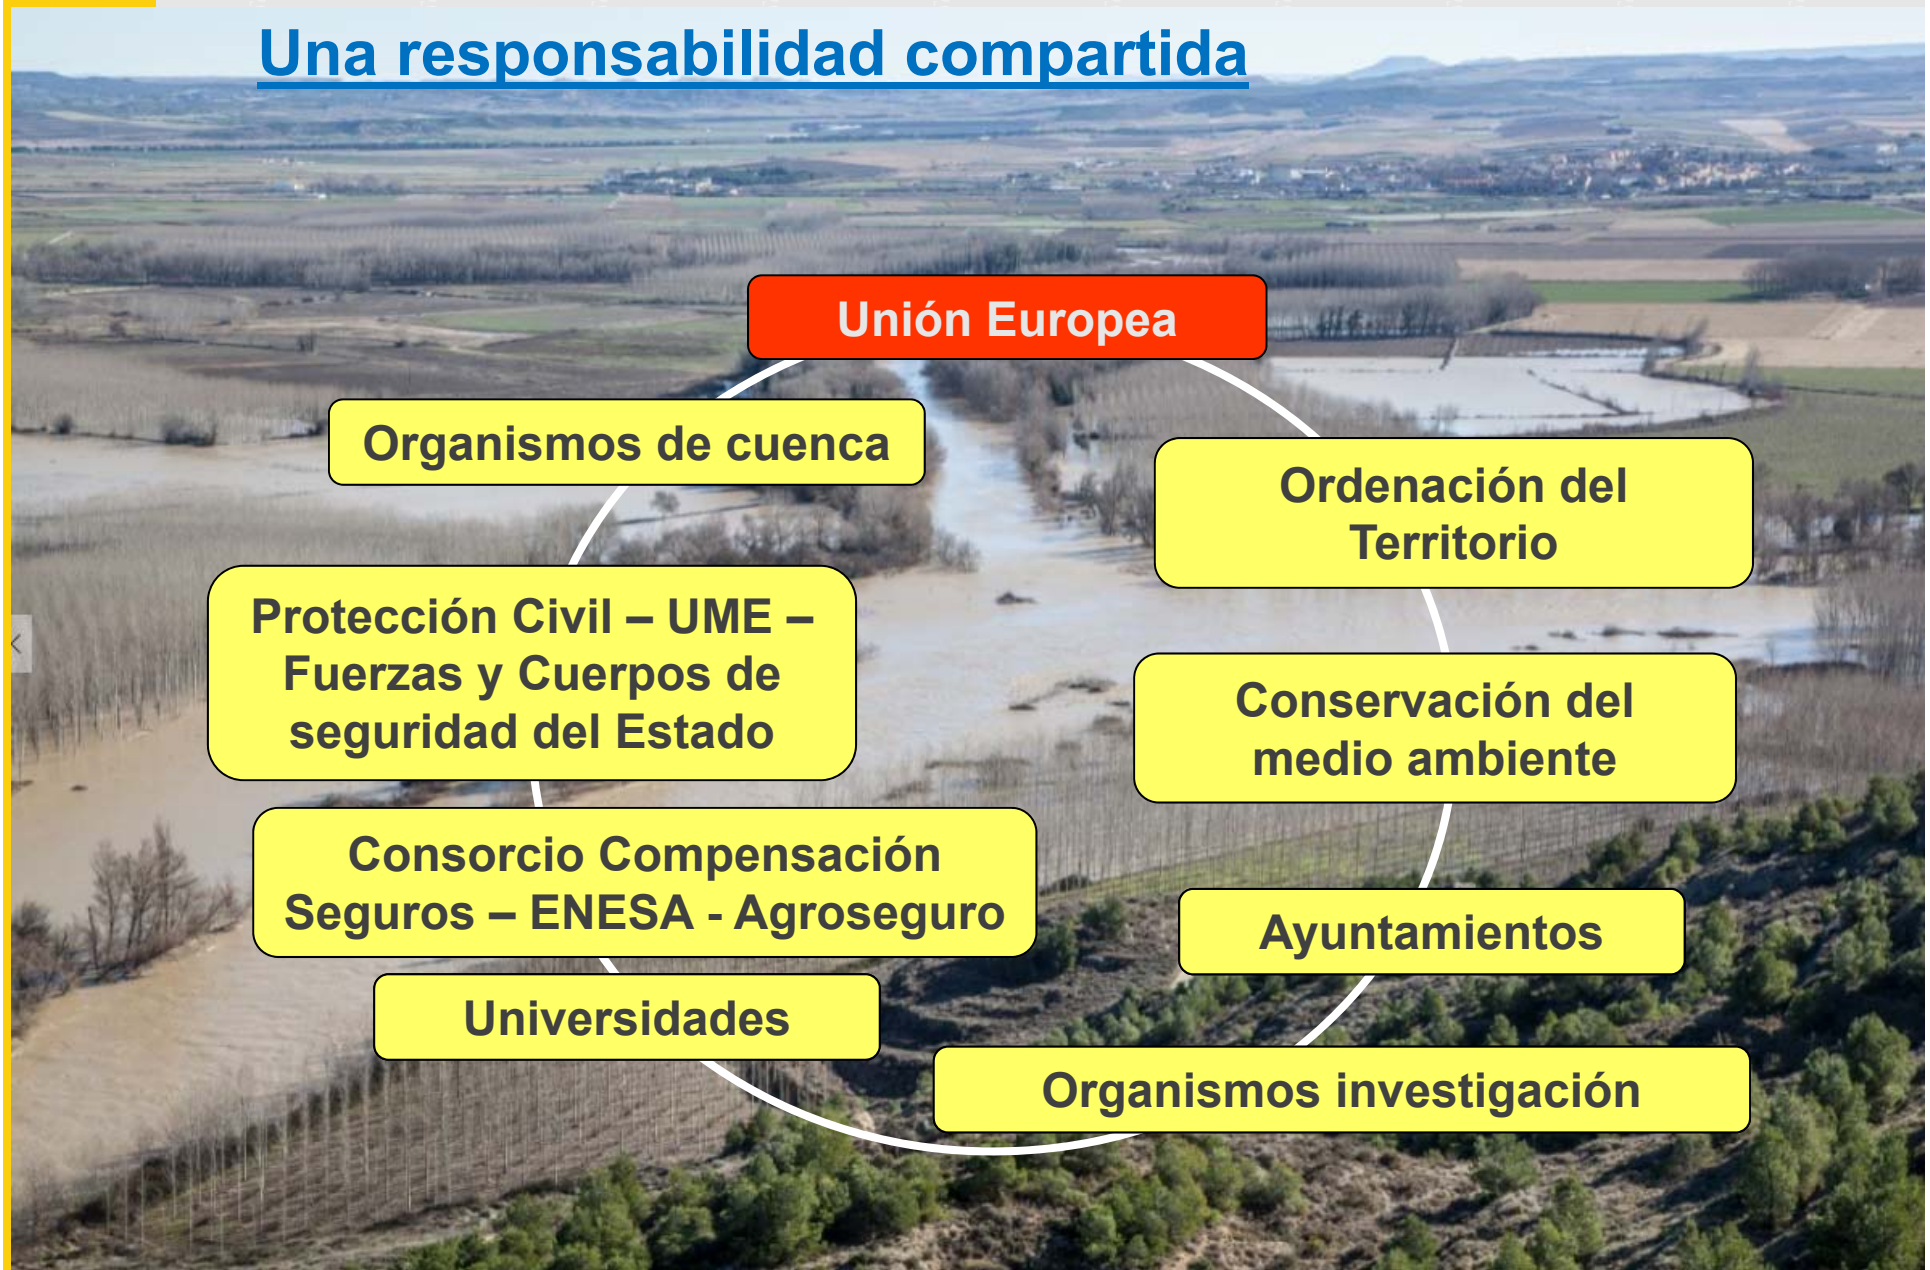 Una responsabilidad compartida
Unión Europea
Organismos de cuenca
Ordenación del
Territorio
Protección Civil – UME –
Fuerzas y Cuerpos de
seguridad del Estado
Conservación del
medio ambiente
Consorcio Compensación
Seguros – ENESA - Agroseguro
Ayuntamientos
Universidades
Organismos investigación